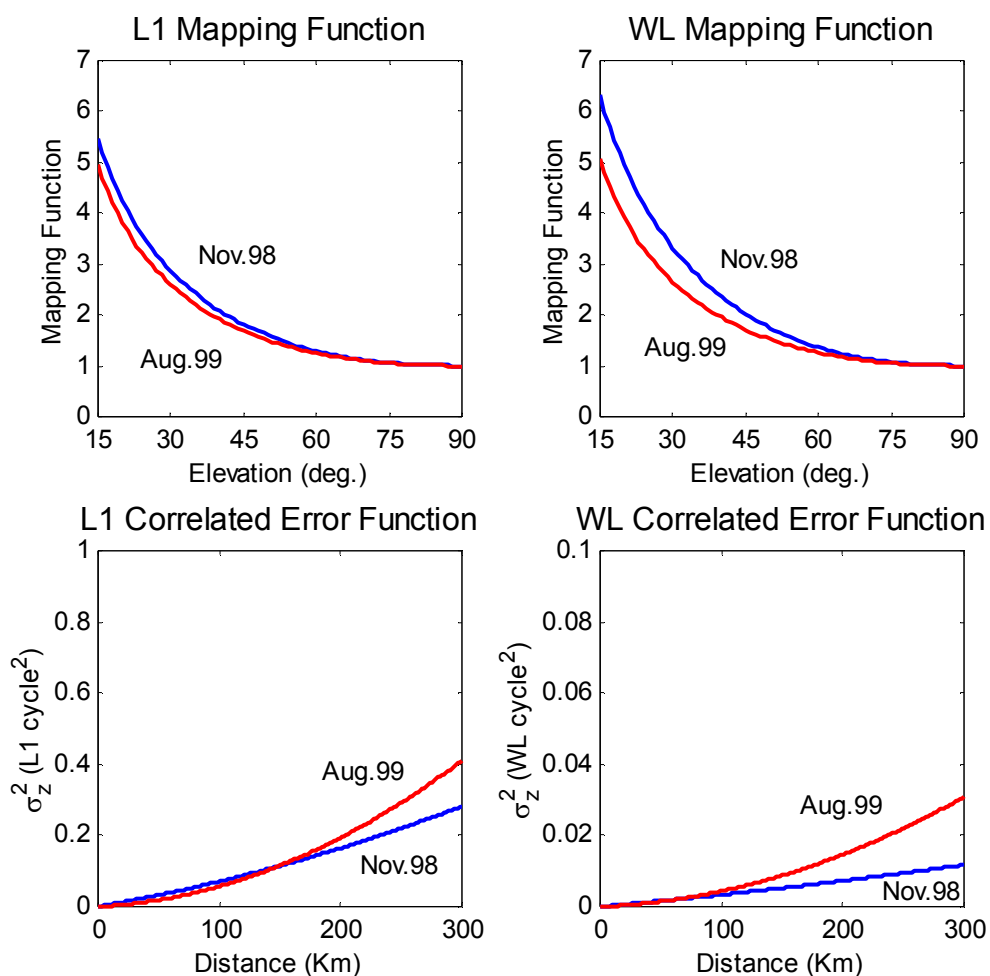 L1 Mapping Function
7
6
5
4
3
2
1
0
Mapping Function
Nov.98
Aug.99
15 30 45 60 75 90
Elevation (deg.)
WL Mapping Function
7
6
5
4
3
2
1
0
Mapping Function
Nov.98
Aug.99
15 30 45 60 75 90
Elevation (deg.)
L1 Correlated Error Function
1
0.8
0.6
0.4
0.2
0
σz² (L1 cycle²)
Aug.99
Nov.98
0 100 200 300
Distance (Km)
WL Correlated Error Function
0.1
0.08
0.06
0.04
0.02
0
σz² (WL cycle²)
Aug.99
Nov.98
0 100 200 300
Distance (Km)